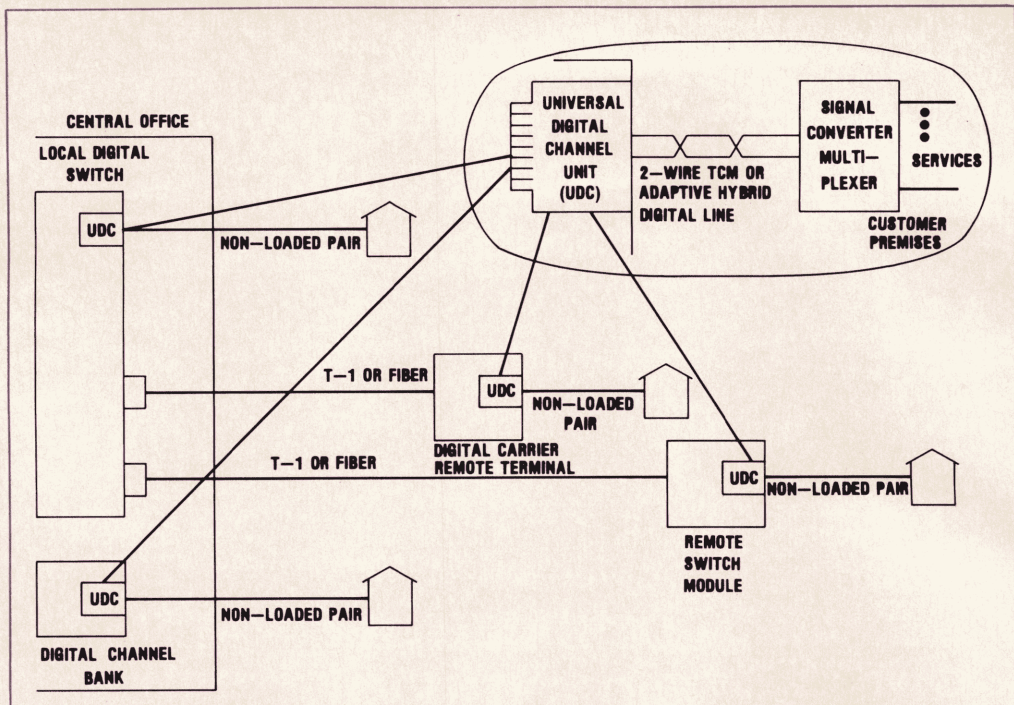 CENTRAL OFFICE
LOCAL DIGITAL
SWITCH
UDC
NON-LOADED PAIR
UNIVERSAL
DIGITAL
CHANNEL
UNIT
(UDC)
2-WIRE TCM OR
ADAPTIVE HYBRID
DIGITAL LINE
SIGNAL
CONVERTER
MULTI-
PLEXER
SERVICES
CUSTOMER
PREMISES
T-1 OR FIBER
UDC
NON-LOADED
PAIR
DIGITAL CARRIER
REMOTE TERMINAL
T-1 OR FIBER
UDC
NON-LOADED PAIR
REMOTE
SWITCH
MODULE
UDC
NON-LOADED PAIR
DIGITAL CHANNEL
BANK